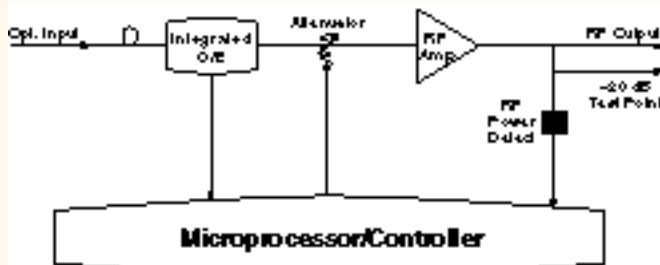 Opt. Input
Integrated
O/E
Attenuator
RF
Amp
RF Output
-20 dB
Test Point
RF
Power
Detect
Microprocessor/Controller